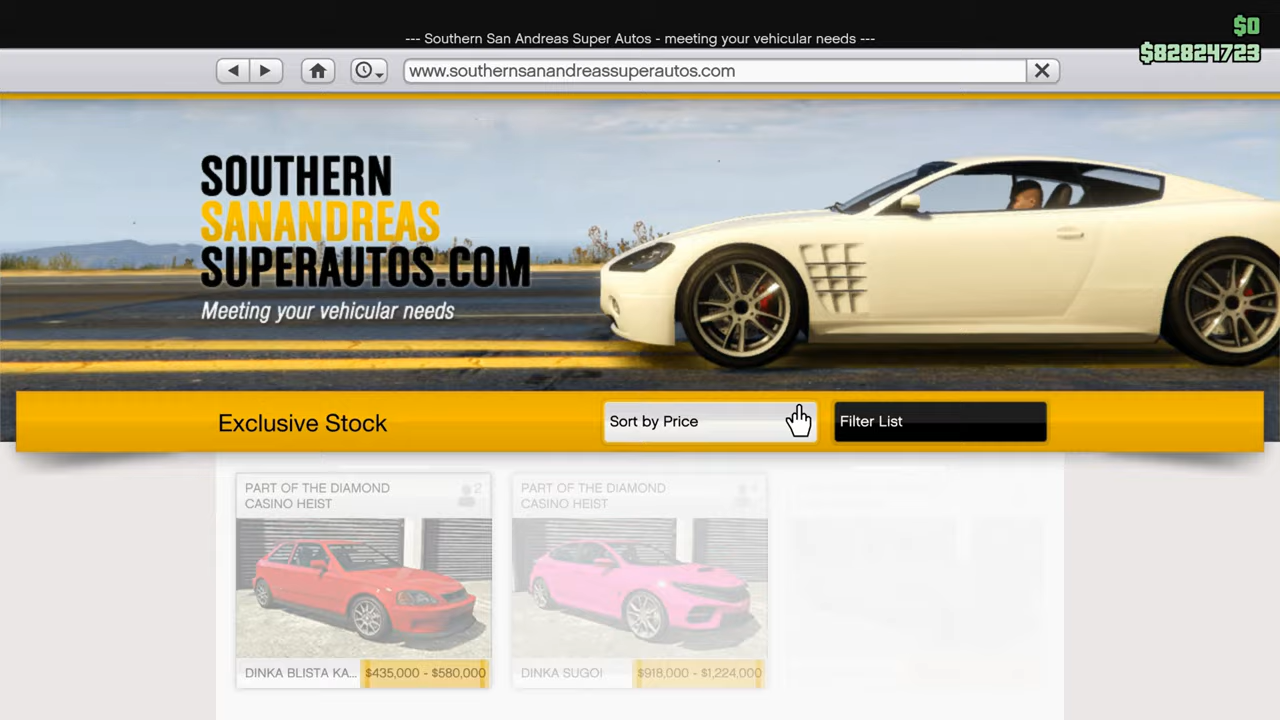 --- Southern San Andreas Super Autos - meeting your vehicular needs ---
$0
$82824723
www.southernsanandreassuperautos.com
SOUTHERN
SANANDREAS
SUPERAUTOS.COM
Meeting your vehicular needs
Exclusive Stock
Sort by Price
Filter List
PART OF THE DIAMOND
CASINO HEIST
2
DINKA BLISTA KA... $435,000 - $580,000
PART OF THE DIAMOND
CASINO HEIST
DINKA SUGOI $918,000 - $1,224,000